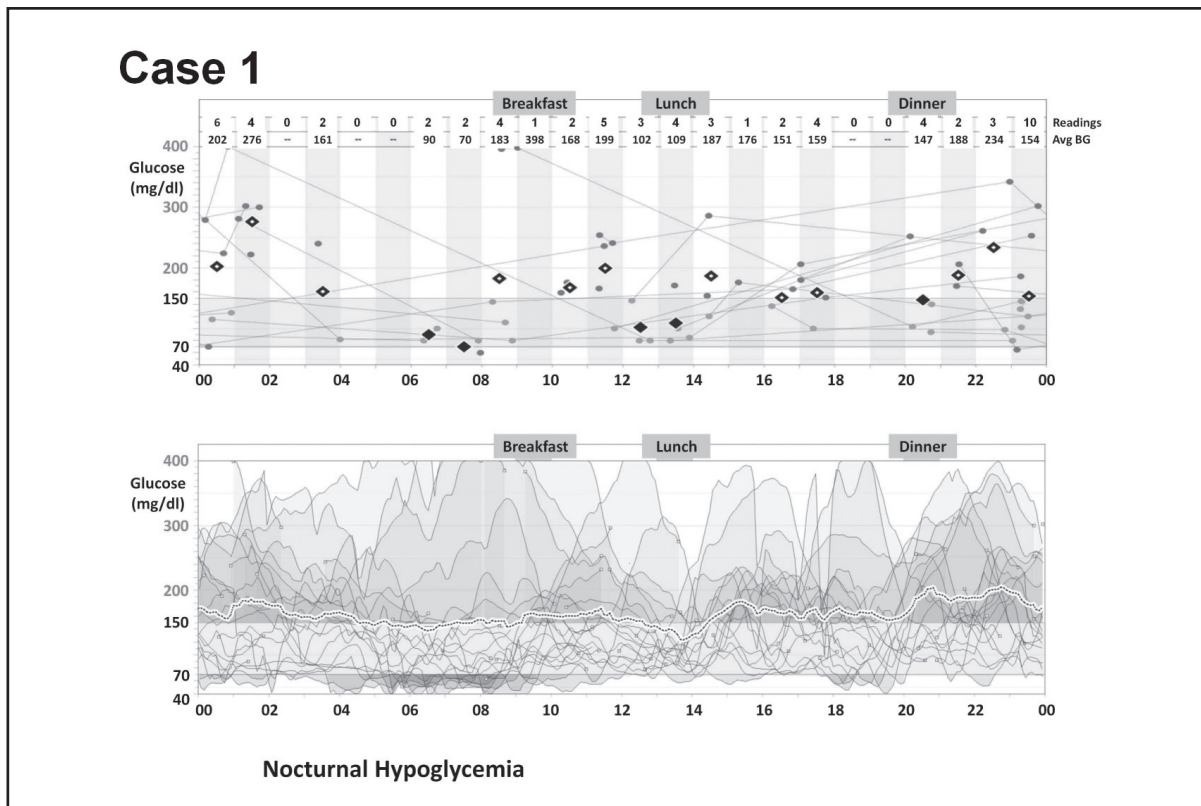 Case 1
Breakfast Lunch Dinner
6 4 0 2 0 0 2 2 4 1 2 5 3 4 3 1 2 4 0 0 4 2 3 10 Readings
202 276 -- 161 -- -- 90 70 183 398 168 199 102 109 187 176 151 159 -- -- 147 188 234 154 Avg BG
400
Glucose
(mg/dl)
300
200
150
70
40
00 02 04 06 08 10 12 14 16 18 20 22 00
Breakfast Lunch Dinner
400
Glucose
(mg/dl)
300
200
150
70
40
00 02 04 06 08 10 12 14 16 18 20 22 00
Nocturnal Hypoglycemia